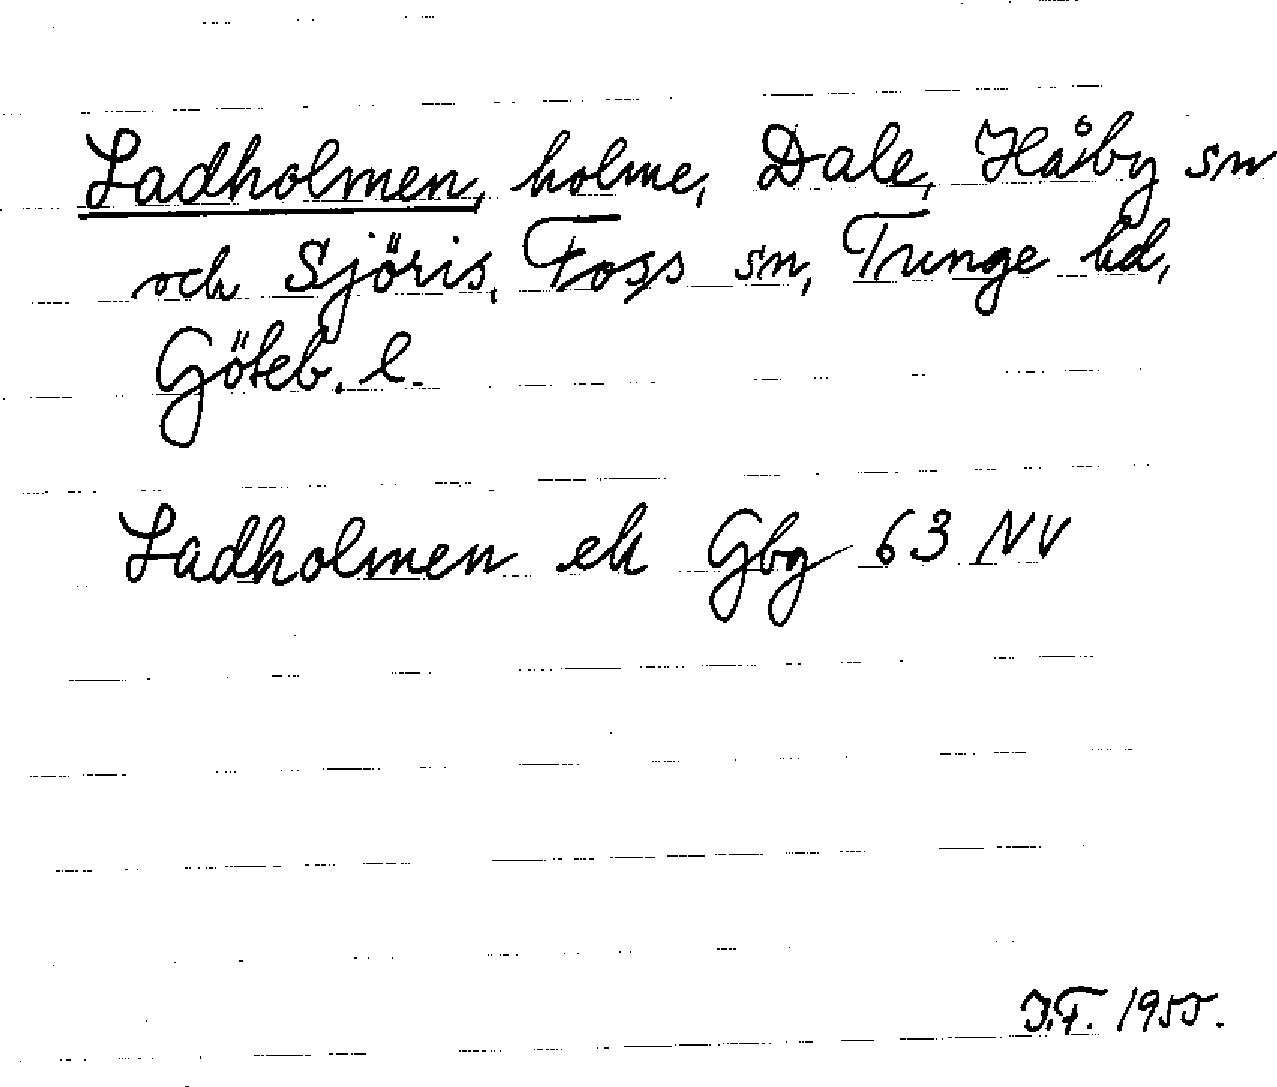 Ladholmen, holme, Dale, Håby sn
och Sjöris, Foss sn, Tunge hd,
Göteb. l.
Ladholmen ek Gbg 63 NV
I.F. 1955.